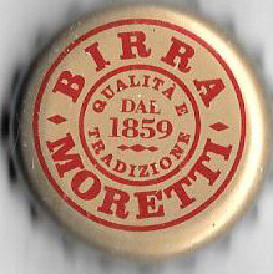 BIRRA
MORETTI
QUALITÀ E
TRADIZIONE
DAL
1859